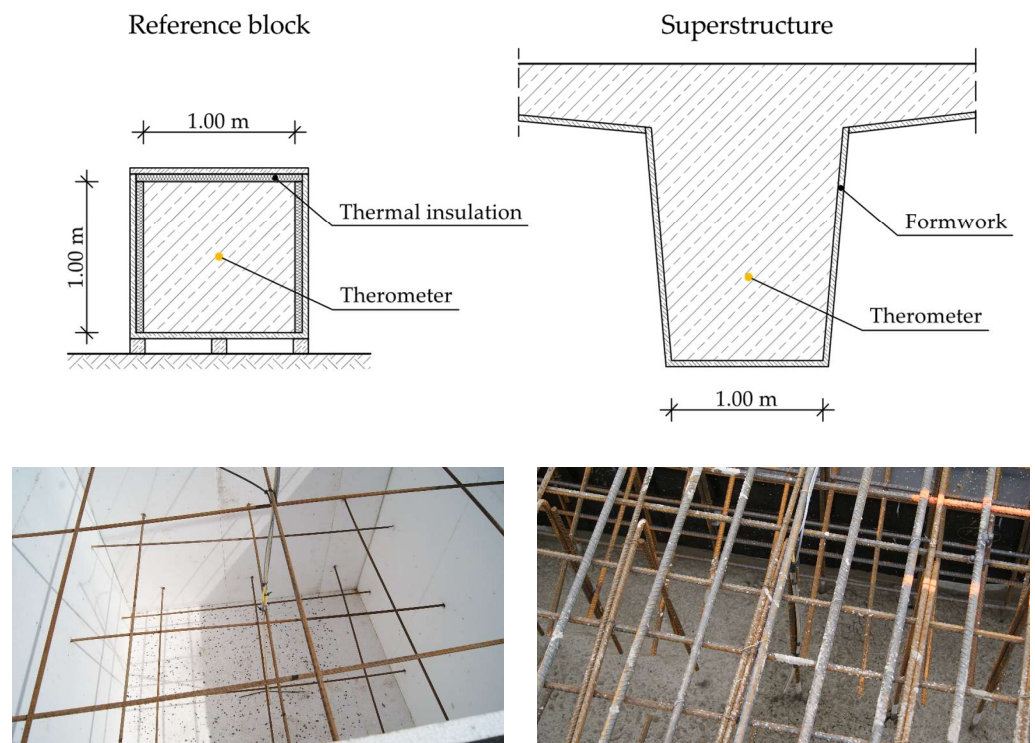 Reference block
Superstructure
1.00 m
1.00 m
Thermal insulation
Therometer
Formwork
Therometer
1.00 m